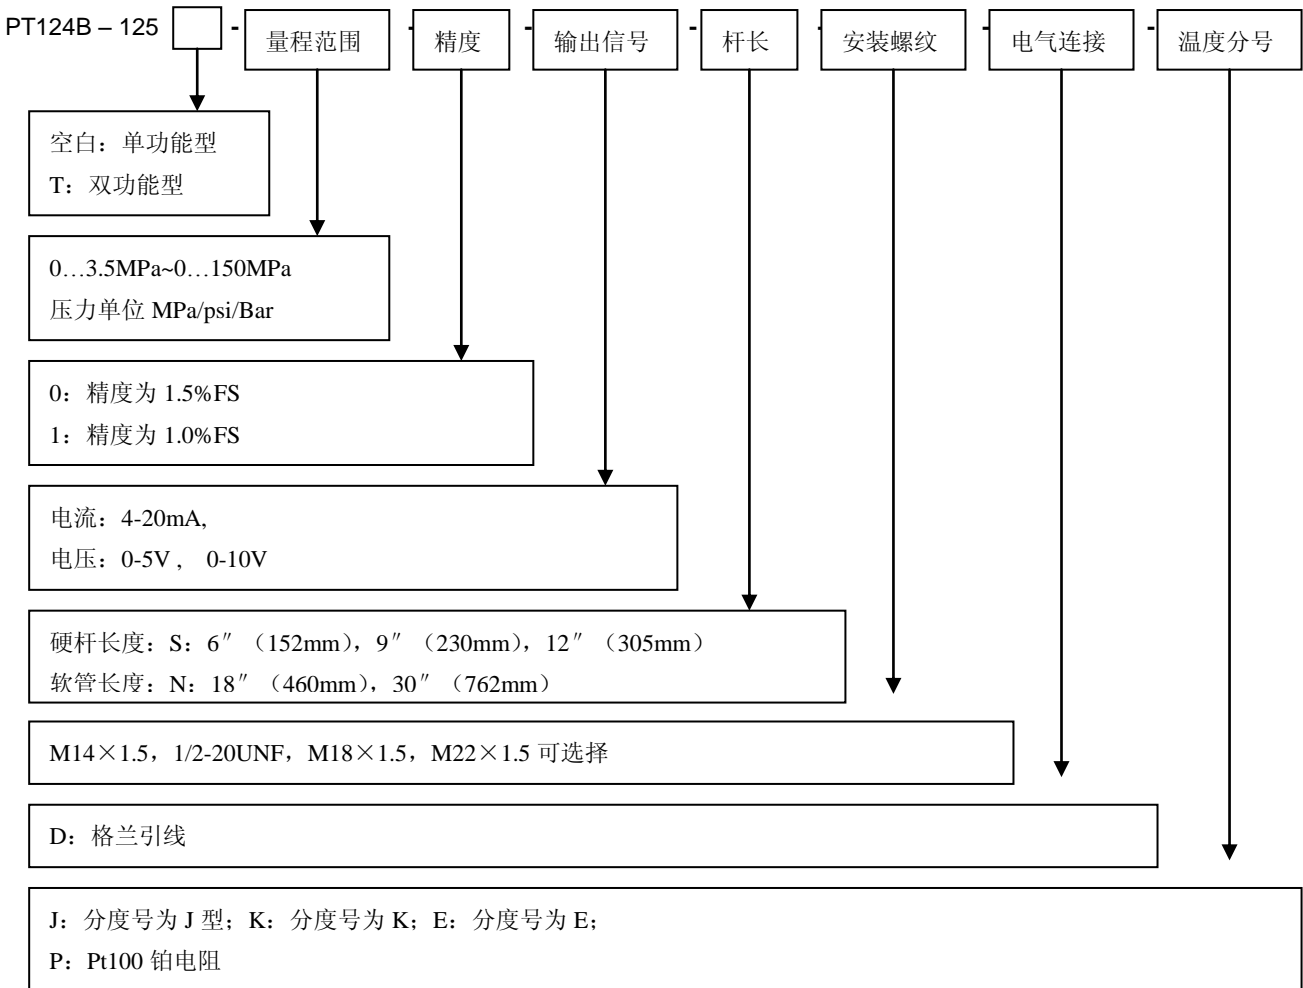 PT124B – 125 - 量程范围 - 精度 - 输出信号 - 杆长 - 安装螺纹 - 电气连接 - 温度分号
空白：单功能型
T：双功能型
0…3.5MPa~0…150MPa
压力单位 MPa/psi/Bar
0：精度为 1.5%FS
1：精度为 1.0%FS
电流：4-20mA,
电压：0-5V , 0-10V
硬杆长度：S：6″（152mm），9″（230mm），12″（305mm）
软管长度：N：18″（460mm），30″（762mm）
M14×1.5，1/2-20UNF，M18×1.5，M22×1.5 可选择
D：格兰引线
J：分度号为 J 型；K：分度号为 K；E：分度号为 E；
P：Pt100 铂电阻